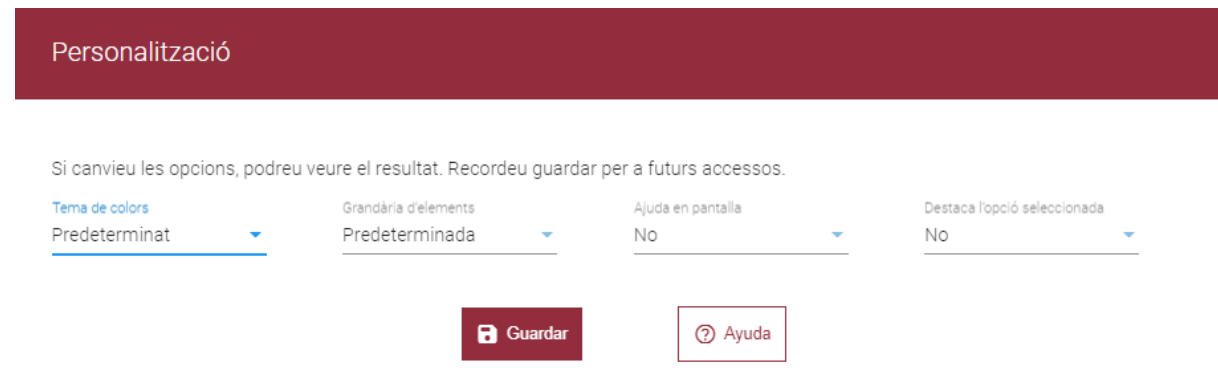 Personalització
Si canvieu les opcions, podreu veure el resultat. Recordeu guardar per a futurs accessos.
Tema de colors Grandària d'elements Ajuda en pantalla Destaca l'opció seleccionada
Predeterminat Predeterminada No No
Guardar Ayuda